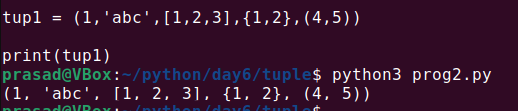 tup1 = (1,'abc',[1,2,3],{1,2},(4,5))
print(tup1)
prasad@VBox:~/python/day6/tuple$ python3 prog2.py
(1, 'abc', [1, 2, 3], {1, 2}, (4, 5))